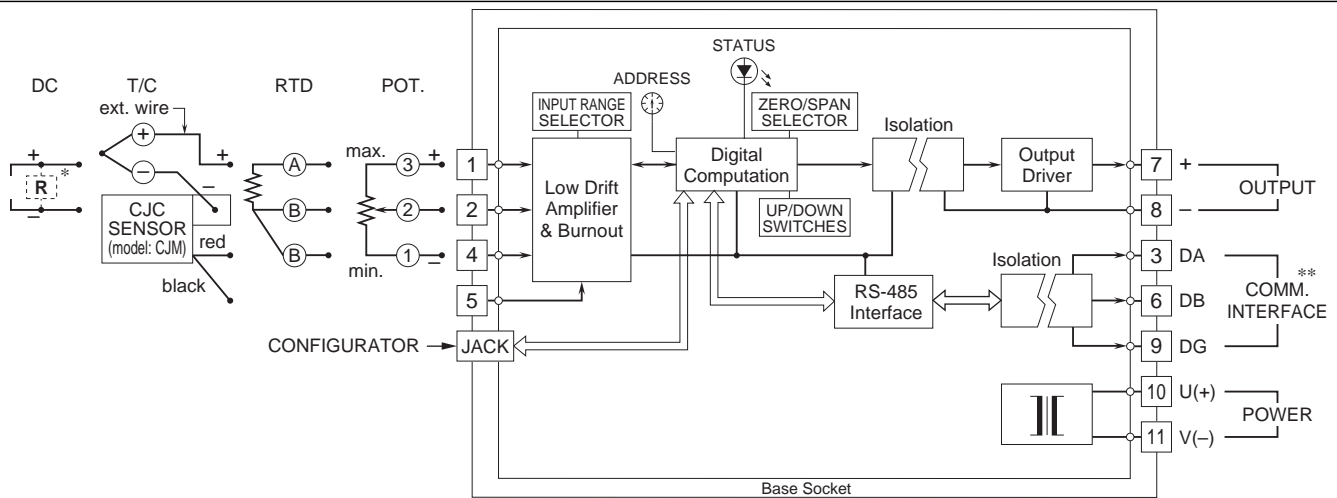 DC
T/C
ext. wire
RTD
POT.
+
R
*
–
+
–
+
–
CJC
SENSOR
(model: CJM)
red
black
A
B
B
max.
3
+
2
1
–
min.
1
2
4
5
CONFIGURATOR
JACK
INPUT RANGE
SELECTOR
Low Drift
Amplifier
& Burnout
ADDRESS
STATUS
ZERO/SPAN
SELECTOR
Digital
Computation
UP/DOWN
SWITCHES
Isolation
Output
Driver
RS-485
Interface
Isolation
7
+
8
–
OUTPUT
3
DA
6
DB
9
DG
**
COMM.
INTERFACE
10
U(+)
11
V(–)
POWER
Base Socket